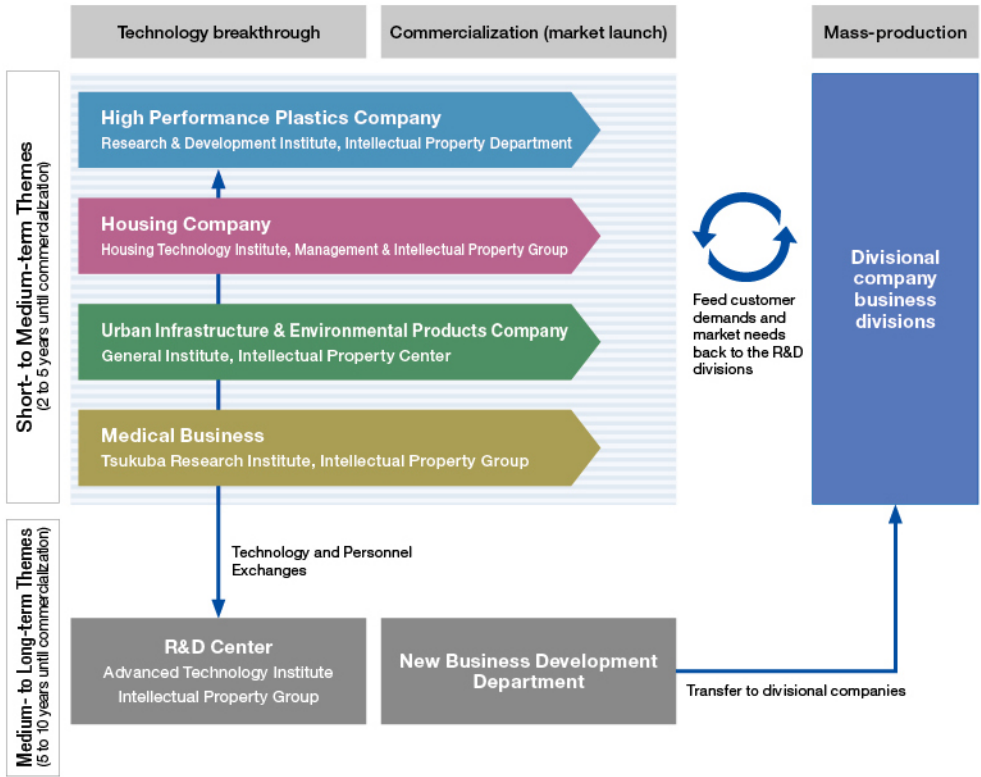 Technology breakthrough
Commercialization (market launch)
Mass-production
Short- to Medium-term Themes
(2 to 5 years until commercialization)
High Performance Plastics Company
Research & Development Institute, Intellectual Property Department
Housing Company
Housing Technology Institute, Management & Intellectual Property Group
Urban Infrastructure & Environmental Products Company
General Institute, Intellectual Property Center
Medical Business
Tsukuba Research Institute, Intellectual Property Group
Feed customer
demands and
market needs
back to the R&D
divisions
Divisional
company
business
divisions
Medium- to Long-term Themes
(5 to 10 years until commercialization)
Technology and Personnel
Exchanges
R&D Center
Advanced Technology Institute
Intellectual Property Group
New Business Development
Department
Transfer to divisional companies